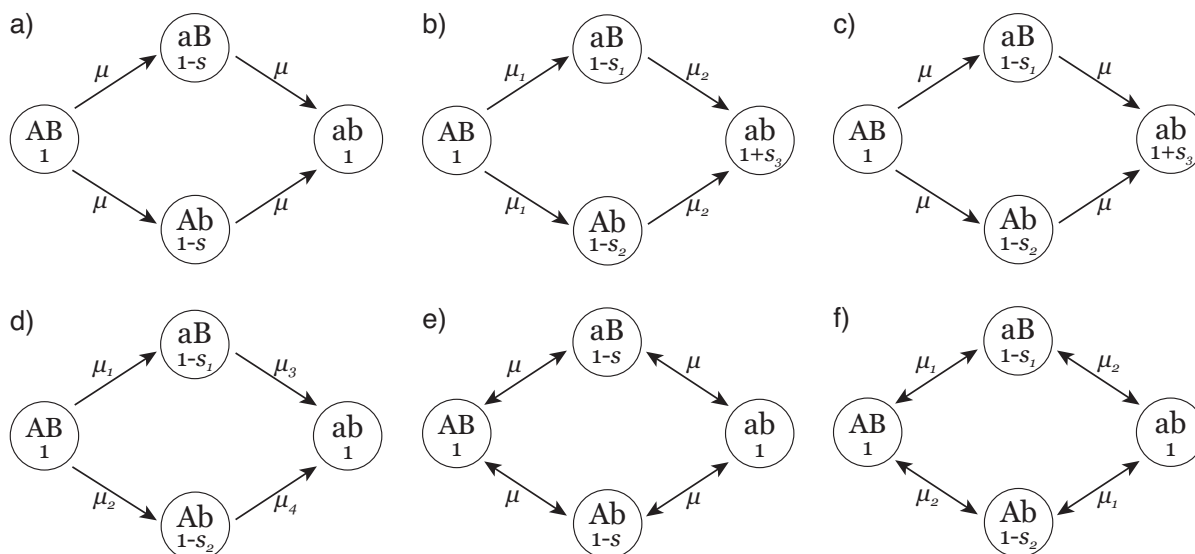 a)
aB
1-s
μ
μ
AB
1
ab
1
μ
μ
Ab
1-s
b)
aB
1-s₁
μ₁
μ₂
AB
1
ab
1+s₃
μ₁
μ₂
Ab
1-s₂
c)
aB
1-s₁
μ
μ
AB
1
ab
1+s₃
μ
μ
Ab
1-s₂
d)
aB
1-s₁
μ₁
μ₃
AB
1
ab
1
μ₂
μ₄
Ab
1-s₂
e)
aB
1-s
μ
μ
AB
1
ab
1
μ
μ
Ab
1-s
f)
aB
1-s₁
μ₁
μ₂
AB
1
ab
1
μ₂
μ₁
Ab
1-s₂